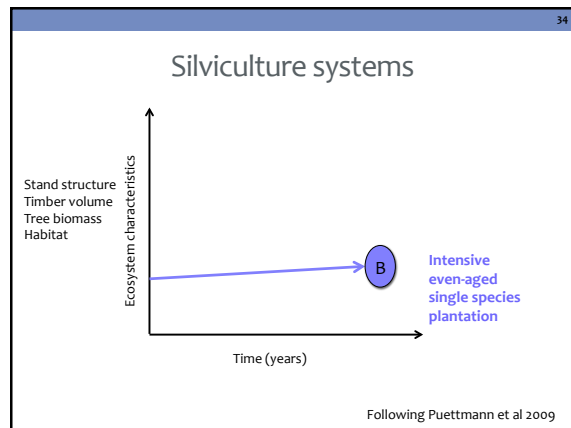 34
Silviculture systems
Stand structure
Timber volume
Tree biomass
Habitat
Ecosystem characteristics
B
Intensive
even-aged
single species
plantation
Time (years)
Following Puettmann et al 2009